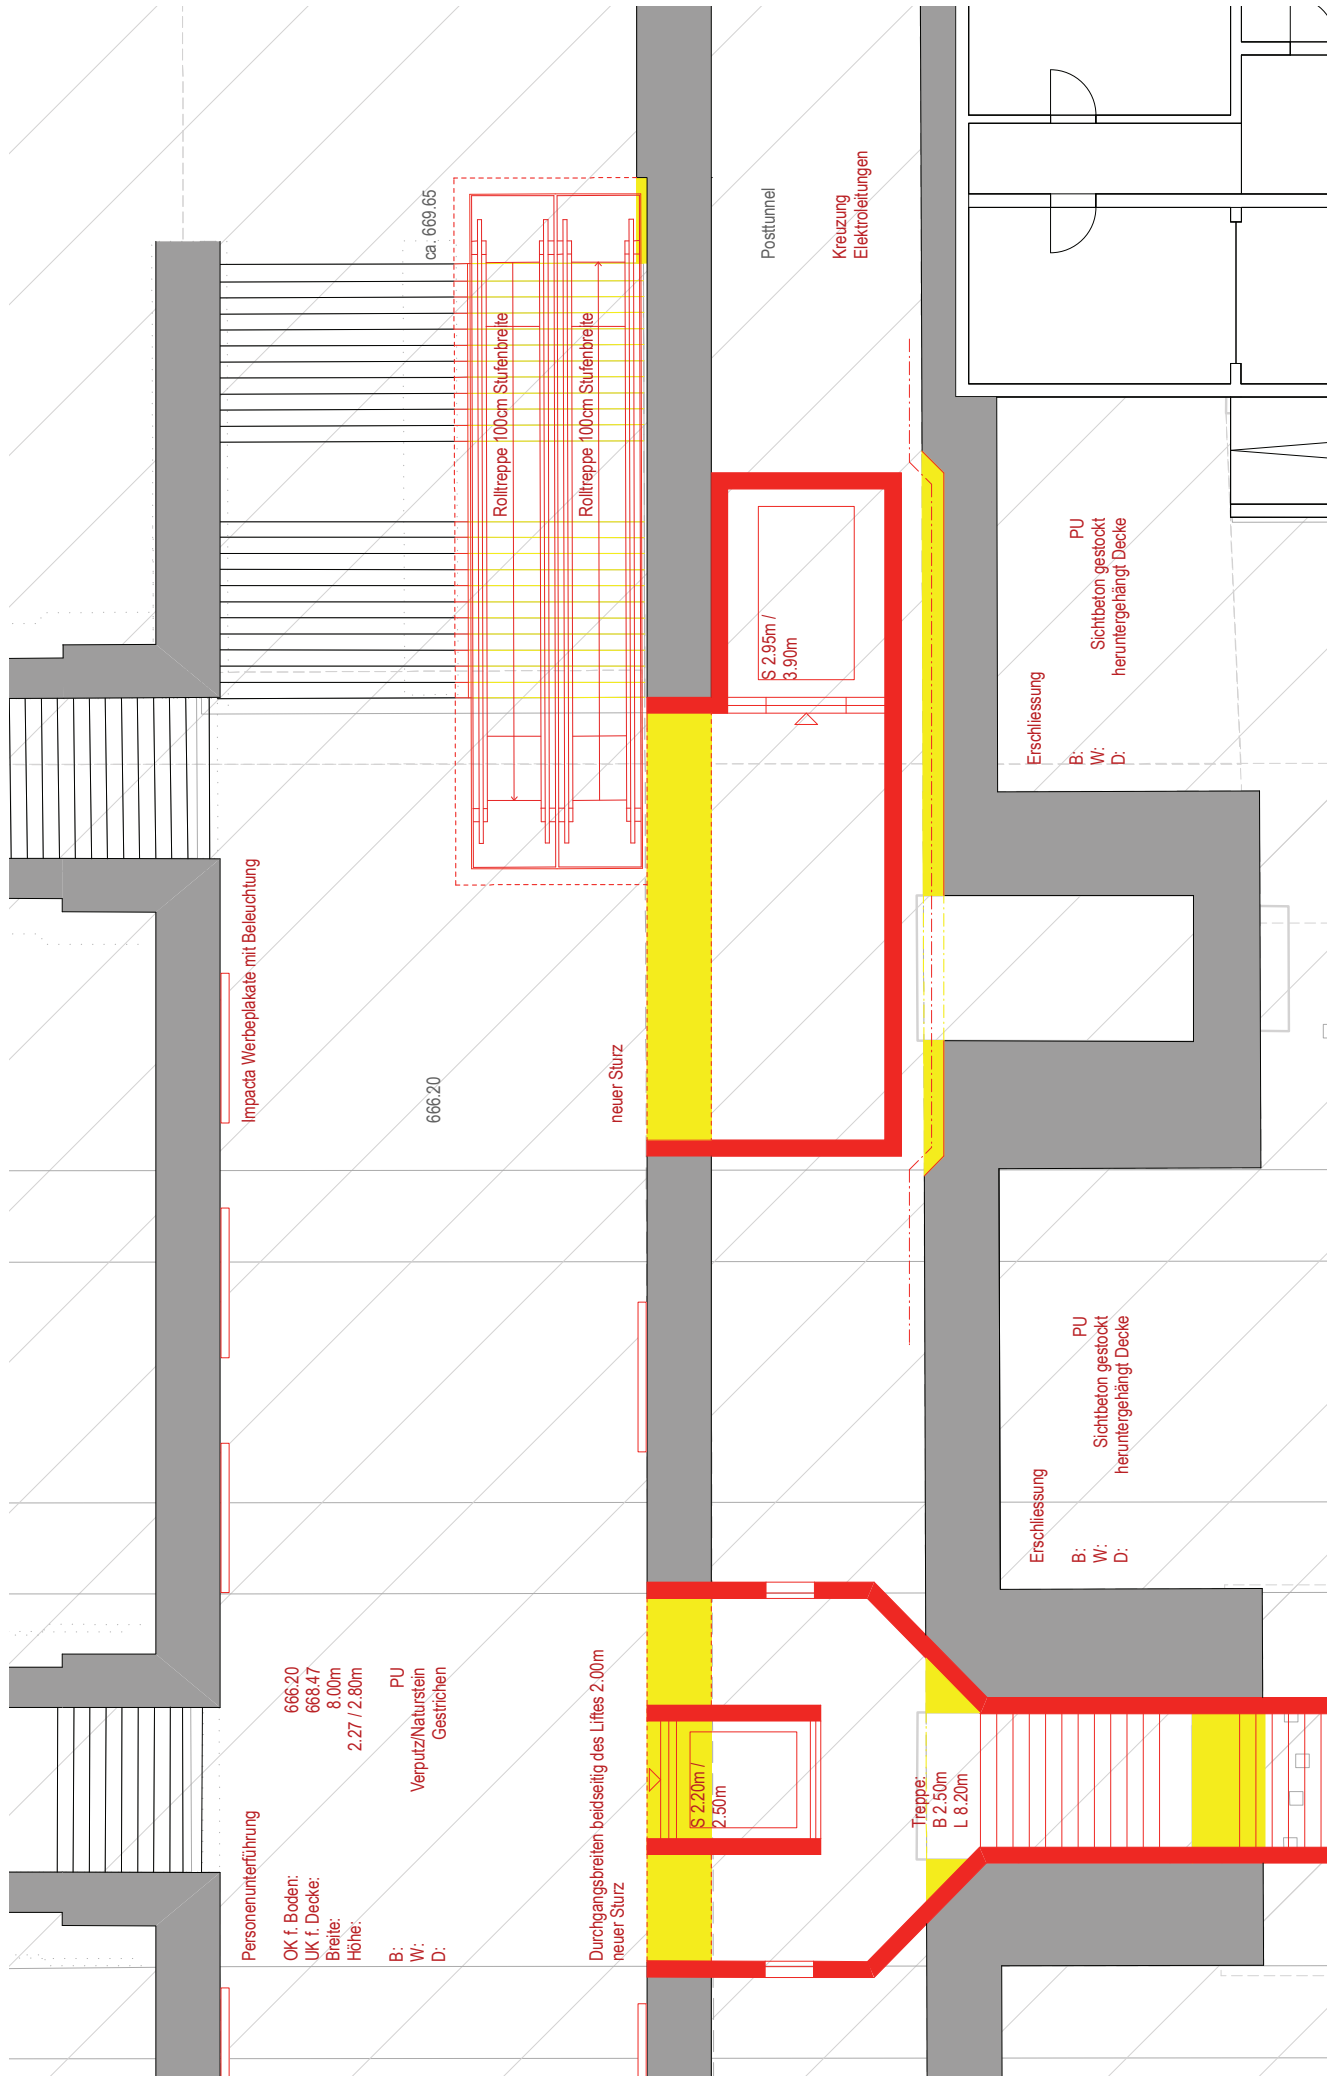 ca. 669.65
Rolltreppe 100cm Stufenbreite
Rolltreppe 100cm Stufenbreite
Posttunnel
Kreuzung
Elektroleitungen
S 2.95m /
3.90m
Erschliessung
B: PU
W: Sichtbeton gestockt
D: heruntergehängt Decke
Impacta Werbeplakate mit Beleuchtung
666.20
neuer Sturz
Erschliessung
B: PU
W: Sichtbeton gestockt
D: heruntergehängt Decke
Personenunterführung
OK f. Boden: 666.20
UK f. Decke: 668.47
Breite: 8.00m
Höhe: 2.27 / 2.80m
B: PU
W: Verputz/Naturstein
D: Gestrichen
Durchgangsbreiten beidseitig des Liftes 2.00m
neuer Sturz
S 2.20m /
2.50m
Treppe:
B 2.50m
L 8.20m